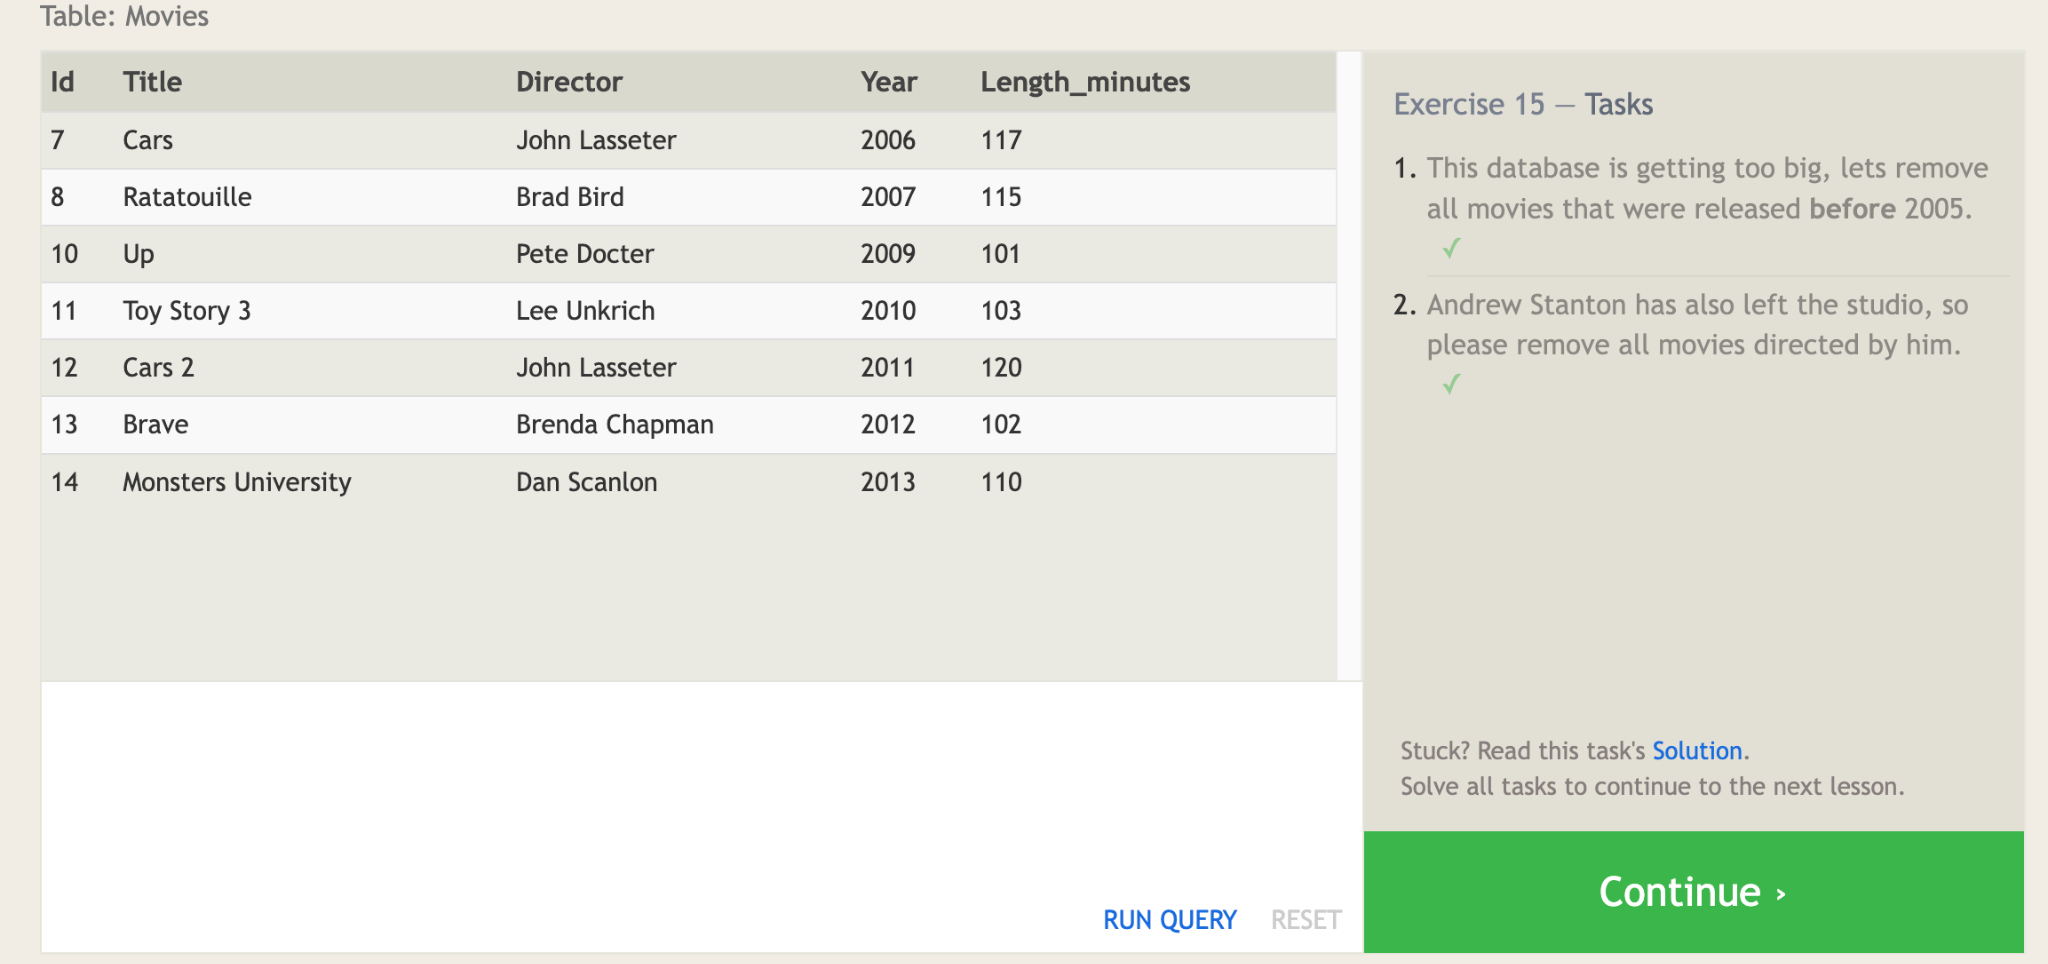 Table: Movies
Id Title Director Year Length_minutes
7 Cars John Lasseter 2006 117
8 Ratatouille Brad Bird 2007 115
10 Up Pete Docter 2009 101
11 Toy Story 3 Lee Unkrich 2010 103
12 Cars 2 John Lasseter 2011 120
13 Brave Brenda Chapman 2012 102
14 Monsters University Dan Scanlon 2013 110
RUN QUERY RESET
Exercise 15 — Tasks
1. This database is getting too big, lets remove
all movies that were released before 2005.
✓
2. Andrew Stanton has also left the studio, so
please remove all movies directed by him.
✓
Stuck? Read this task's Solution.
Solve all tasks to continue to the next lesson.
Continue ›